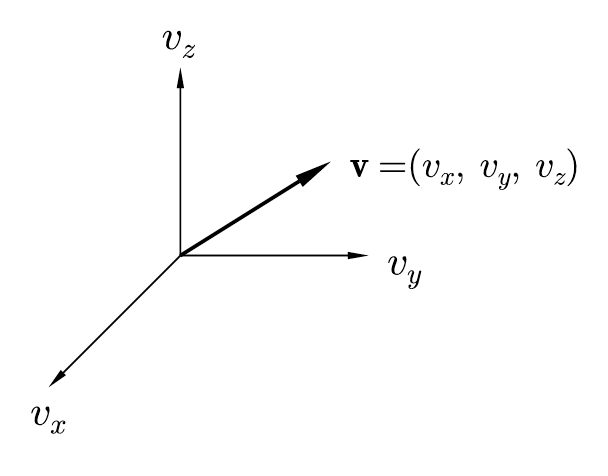 v_z
v =(v_x, v_y, v_z)
v_y
v_x